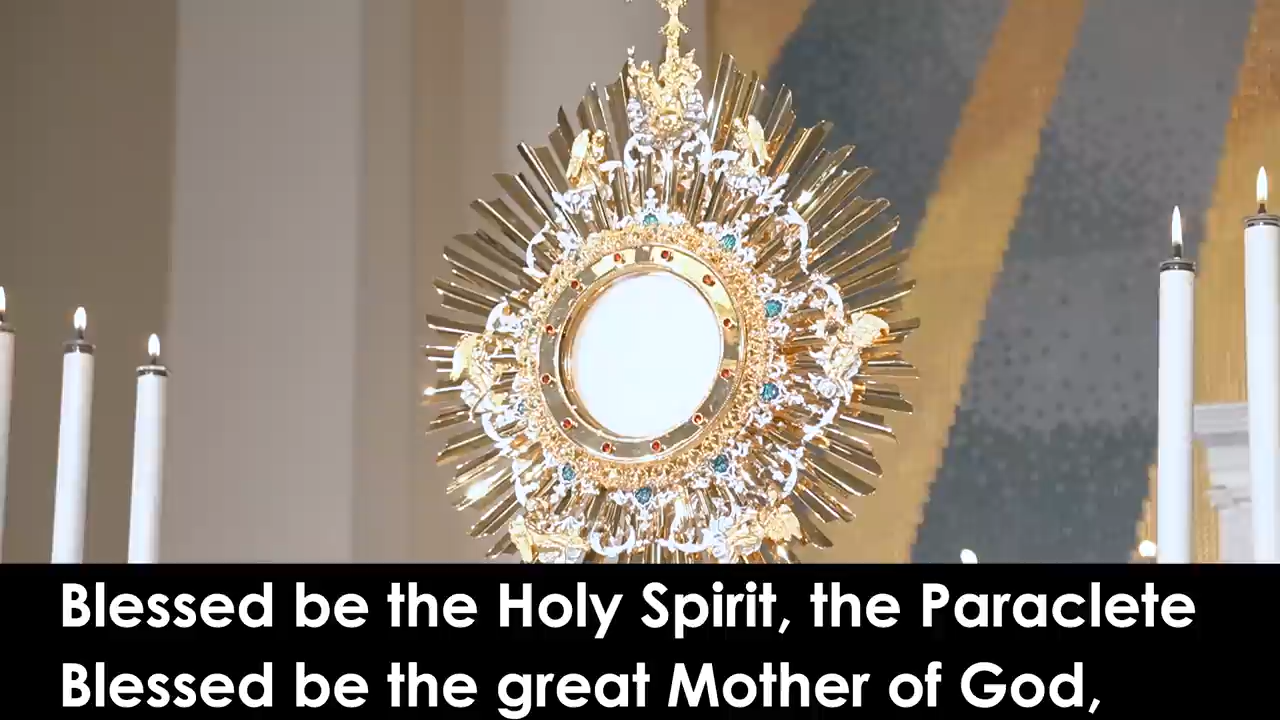 Blessed be the Holy Spirit, the Paraclete
Blessed be the great Mother of God,